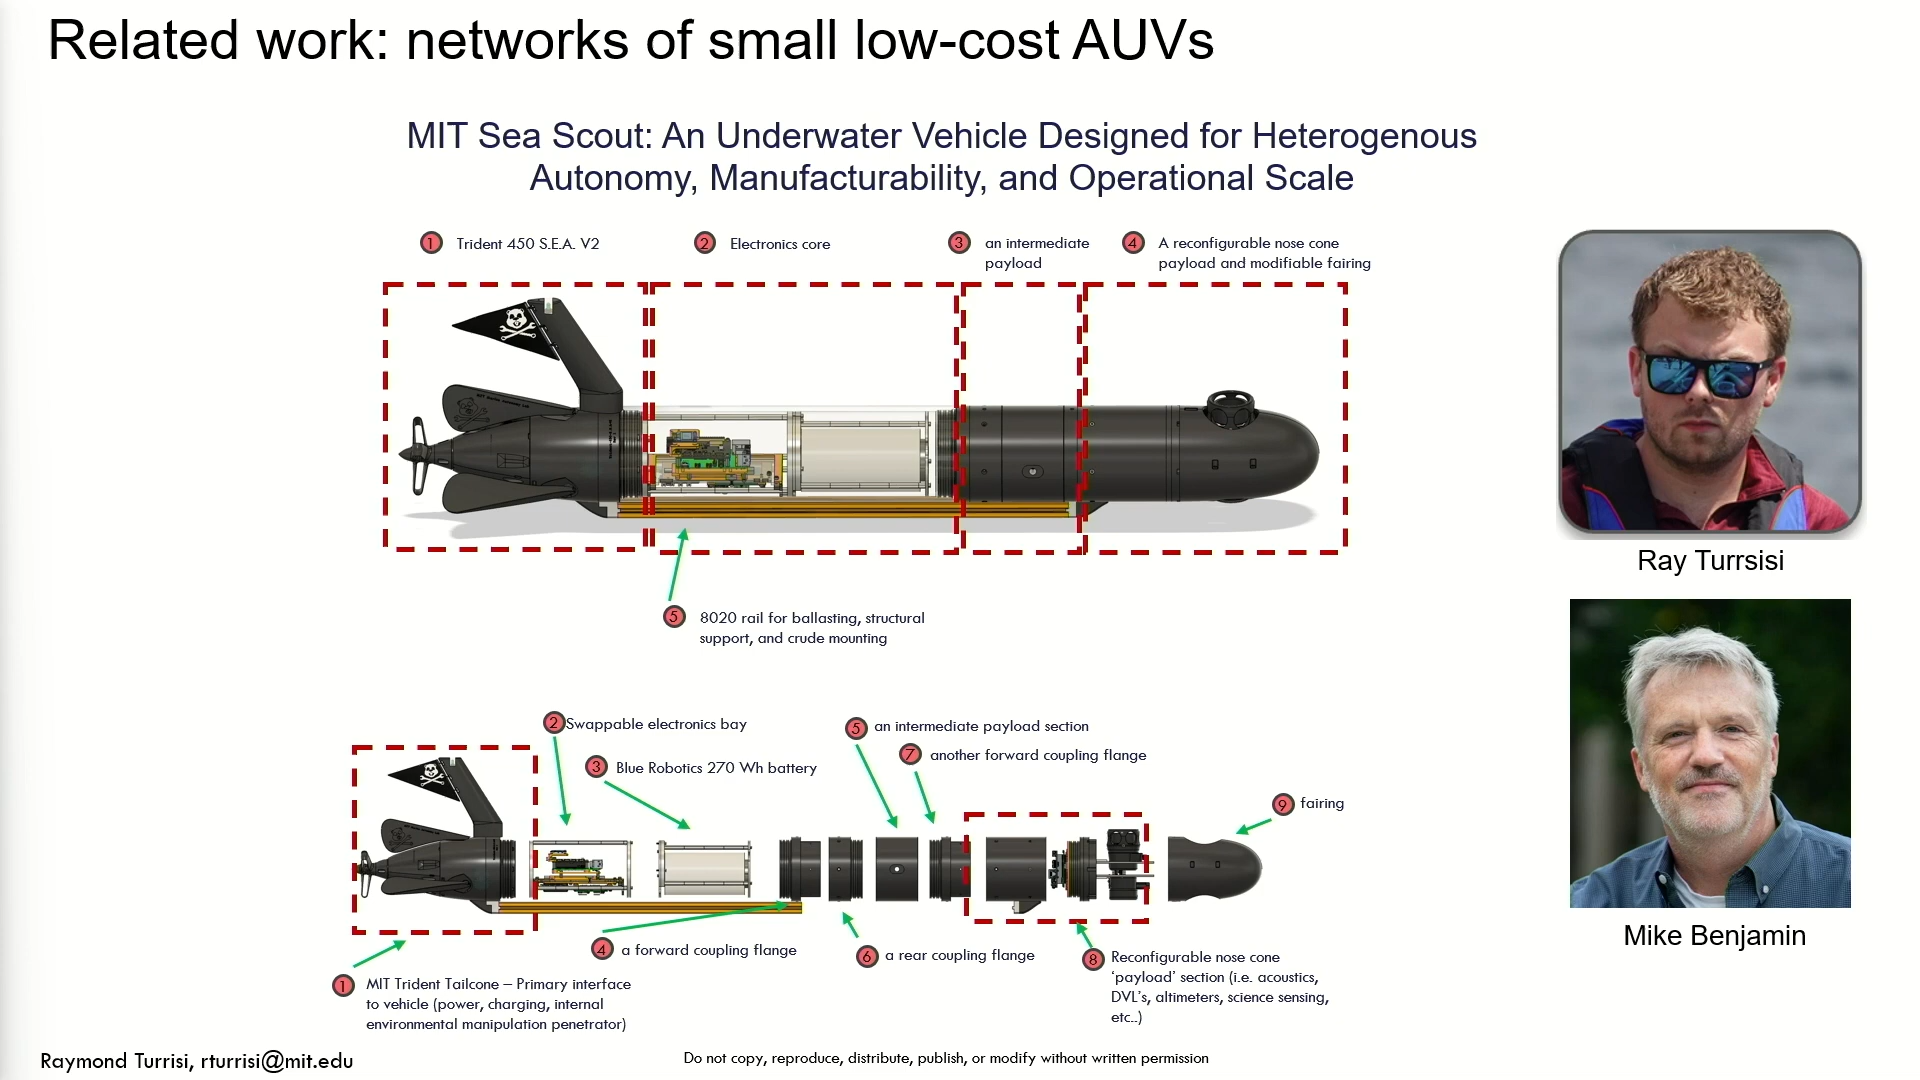 Related work: networks of small low-cost AUVs
MIT Sea Scout: An Underwater Vehicle Designed for Heterogenous
Autonomy, Manufacturability, and Operational Scale
1 Trident 450 S.E.A. V2
2 Electronics core
3 an intermediate
payload
4 A reconfigurable nose cone
payload and modifiable fairing
5 8020 rail for ballasting, structural
support, and crude mounting
Ray Turrsisi
2 Swappable electronics bay
3 Blue Robotics 270 Wh battery
5 an intermediate payload section
7 another forward coupling flange
9 fairing
4 a forward coupling flange
6 a rear coupling flange
8 Reconfigurable nose cone
‘payload’ section (i.e. acoustics,
DVL’s, altimeters, science sensing,
etc..)
1 MIT Trident Tailcone – Primary interface
to vehicle (power, charging, internal
environmental manipulation penetrator)
Mike Benjamin
Raymond Turrisi, rturrisi@mit.edu
Do not copy, reproduce, distribute, publish, or modify without written permission